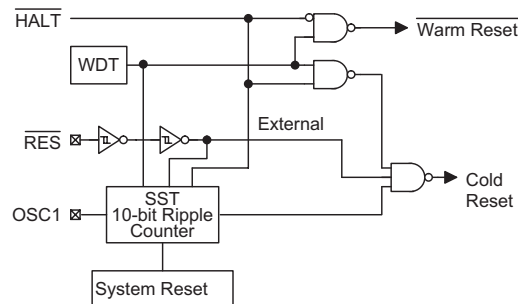 HALT
Warm Reset
WDT
External
RES
Cold
Reset
SST
10-bit Ripple
Counter
OSC1
System Reset